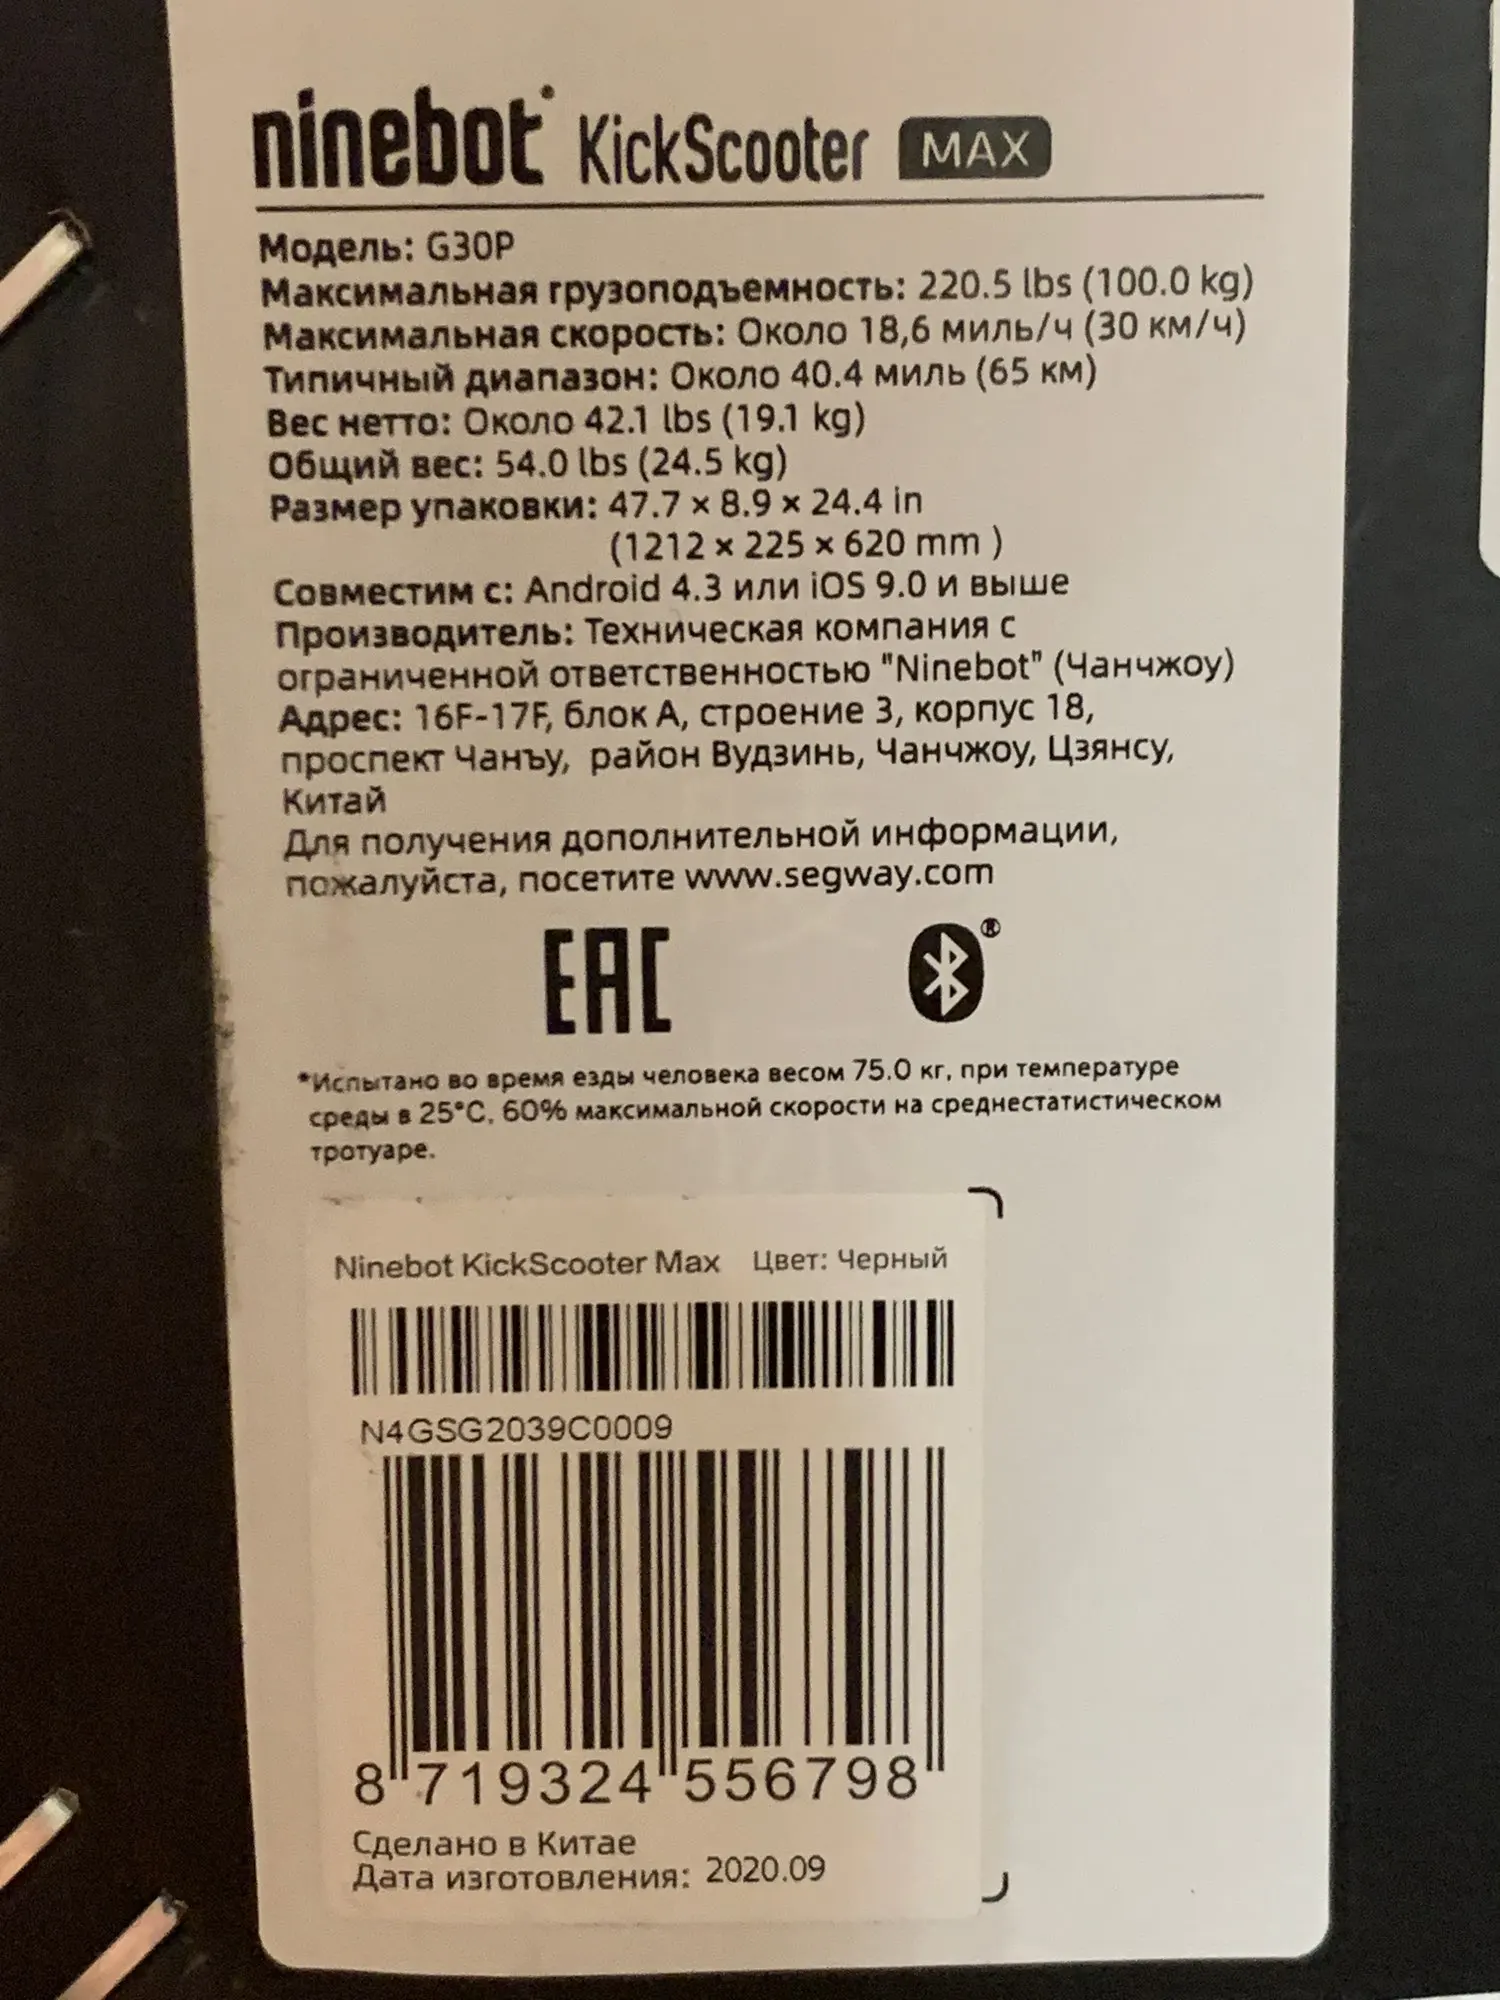 ninebot KickScooter MAX
Модель: G30P
Максимальная грузоподъемность: 220.5 lbs (100.0 kg)
Максимальная скорость: Около 18,6 миль/ч (30 км/ч)
Типичный диапазон: Около 40.4 миль (65 км)
Вес нетто: Около 42.1 lbs (19.1 kg)
Общий вес: 54.0 lbs (24.5 kg)
Размер упаковки: 47.7 × 8.9 × 24.4 in
(1212 × 225 × 620 mm )
Совместим с: Android 4.3 или iOS 9.0 и выше
Производитель: Техническая компания с
ограниченной ответственностью "Ninebot" (Чанчжоу)
Адрес: 16F-17F, блок А, строение 3, корпус 18,
проспект Чанъу, район Вудзинь, Чанчжоу, Цзянсу,
Китай
Для получения дополнительной информации,
пожалуйста, посетите www.segway.com
EAC ®
*Испытано во время езды человека весом 75.0 кг, при температуре
среды в 25°C, 60% максимальной скорости на среднестатистическом
тротуаре.
Ninebot KickScooter Max Цвет: Черный
N4GSG2039C0009
8 719324 556798
Сделано в Китае
Дата изготовления: 2020.09